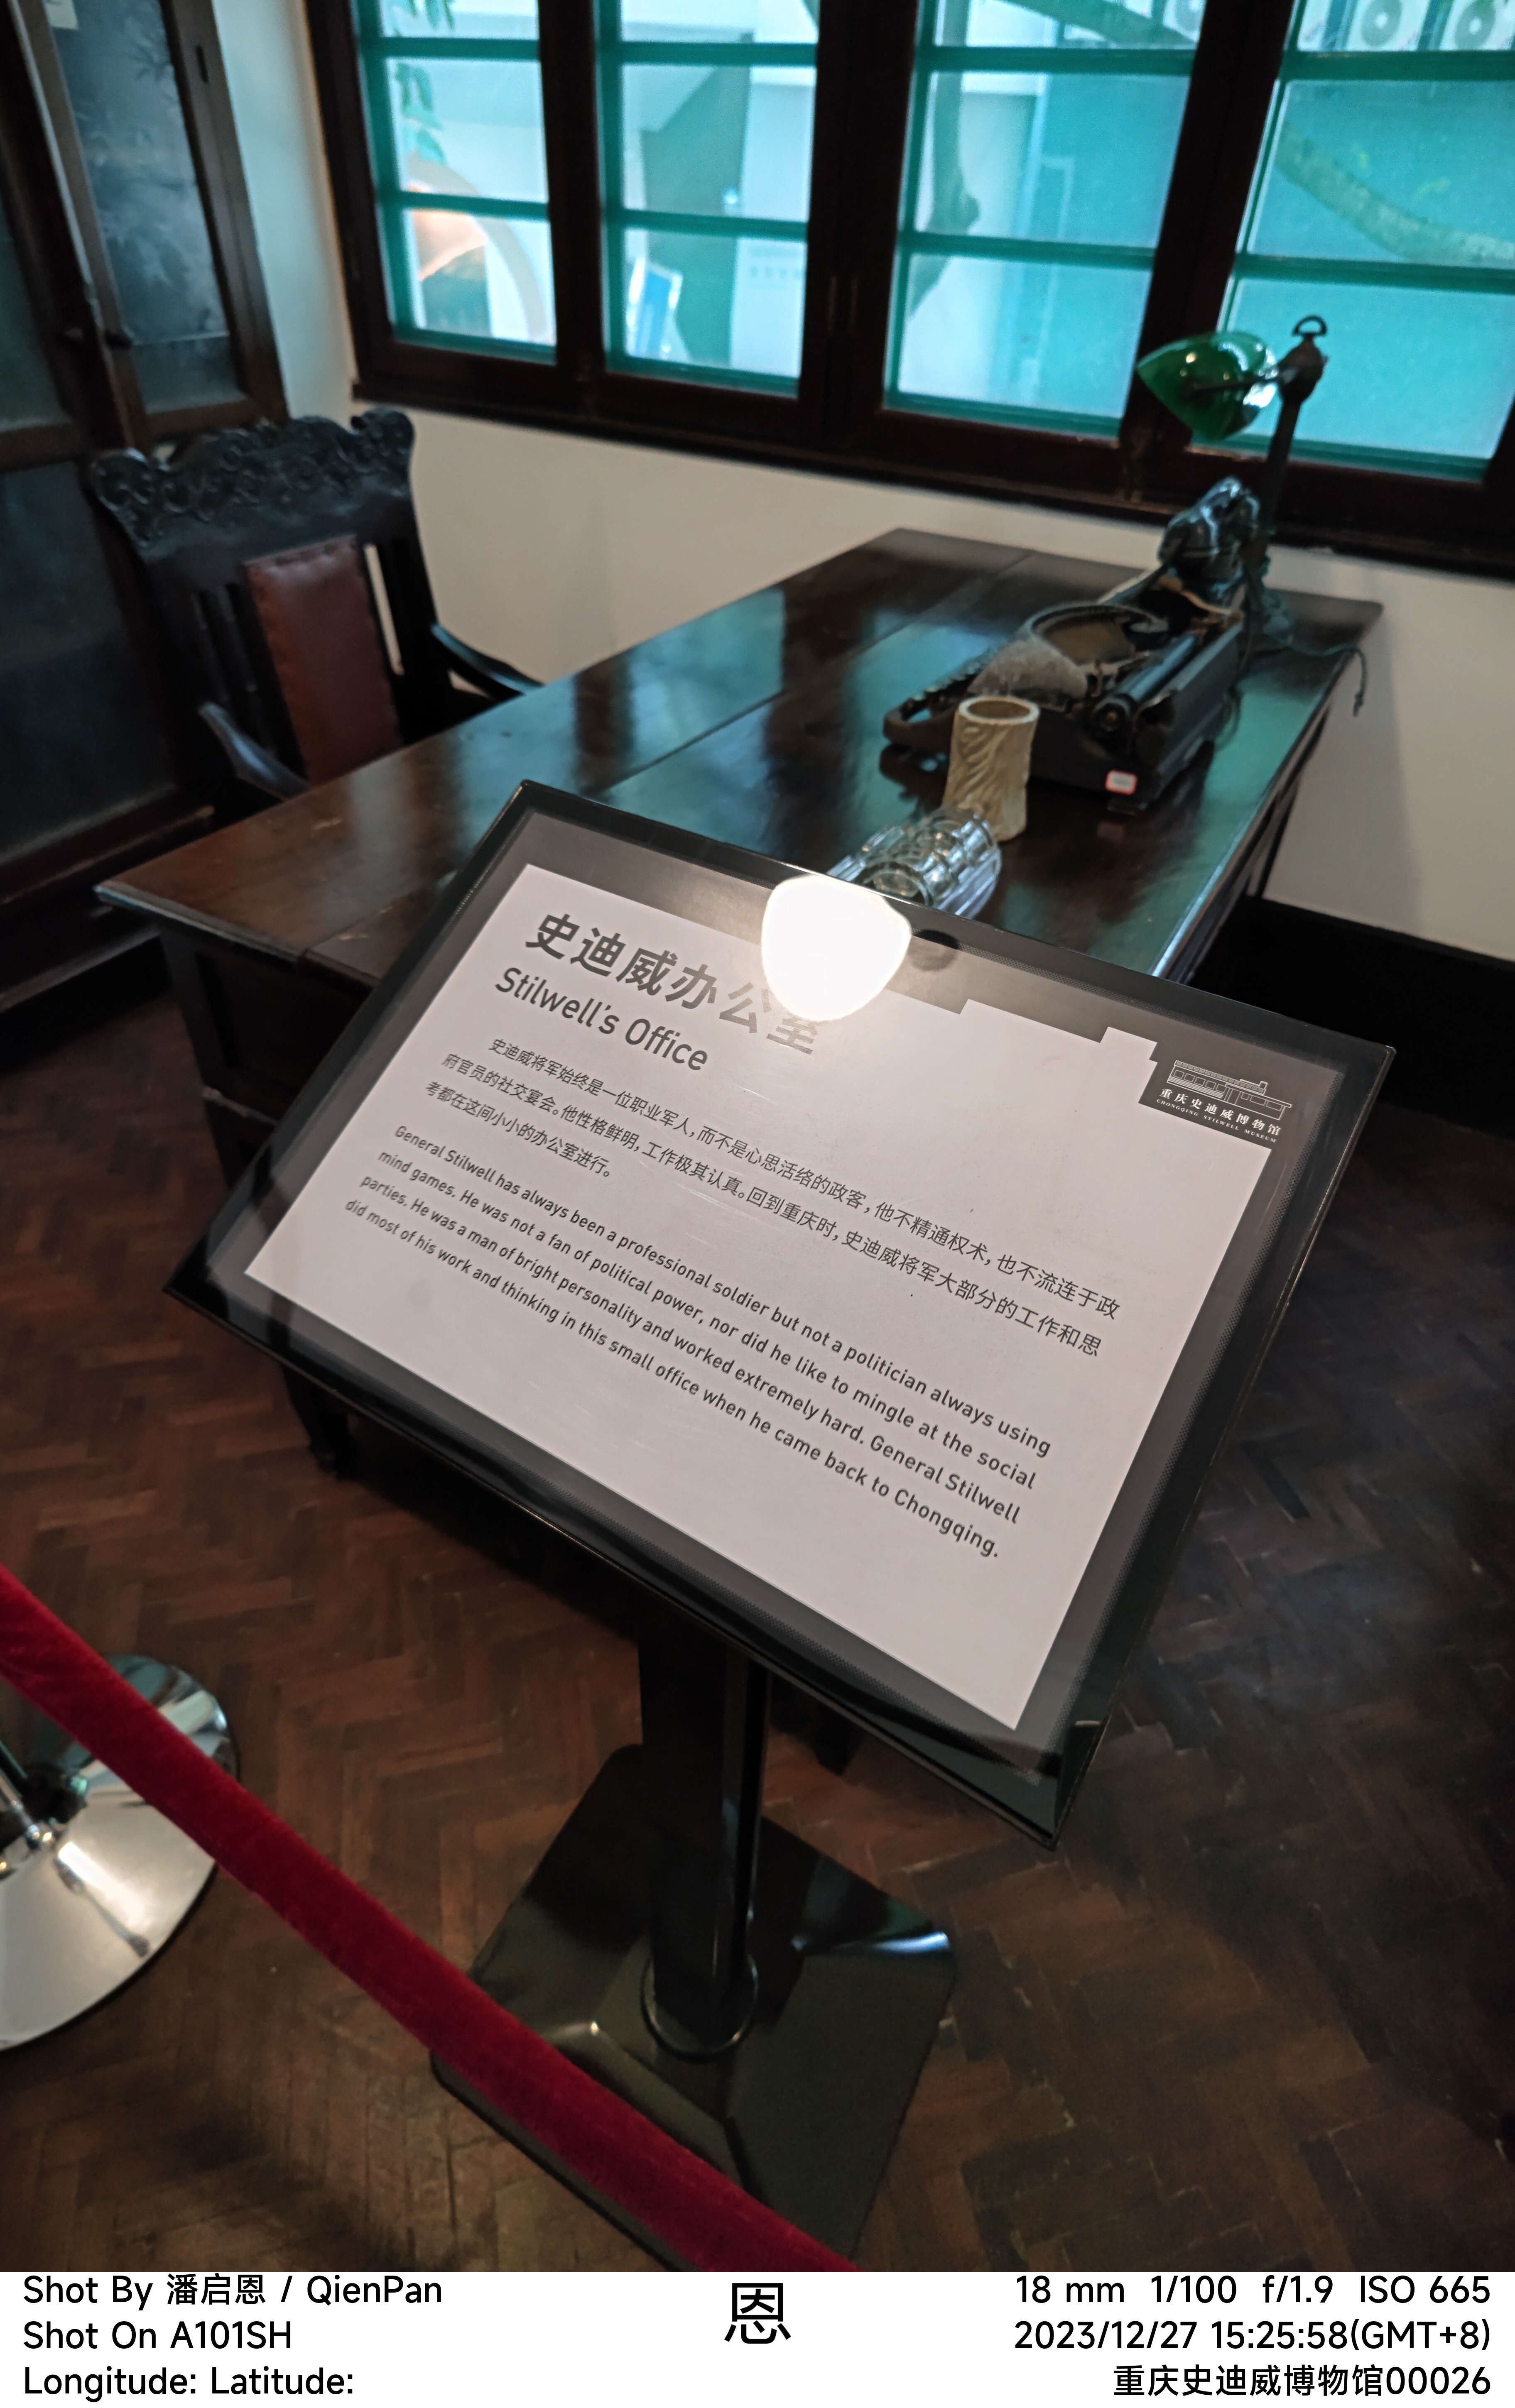 史迪威办公室
Stilwell's Office
重庆史迪威博物馆
CHONGQING STILWELL MUSEUM
史迪威将军始终是一位职业军人，而不是心思活络的政客，他不精通权术，也不流连于政
府官员的社交宴会。他性格鲜明，工作极其认真。回到重庆时，史迪威将军大部分的工作和思
考都在这间小小的办公室进行。
General Stilwell has always been a professional soldier but not a politician always using
mind games. He was not a fan of political power, nor did he like to mingle at the social
parties. He was a man of bright personality and worked extremely hard. General Stilwell
did most of his work and thinking in this small office when he came back to Chongqing.
Shot By 潘启恩 / QienPan
Shot On A101SH
Longitude: Latitude:
恩
18 mm 1/100 f/1.9 ISO 665
2023/12/27 15:25:58(GMT+8)
重庆史迪威博物馆00026